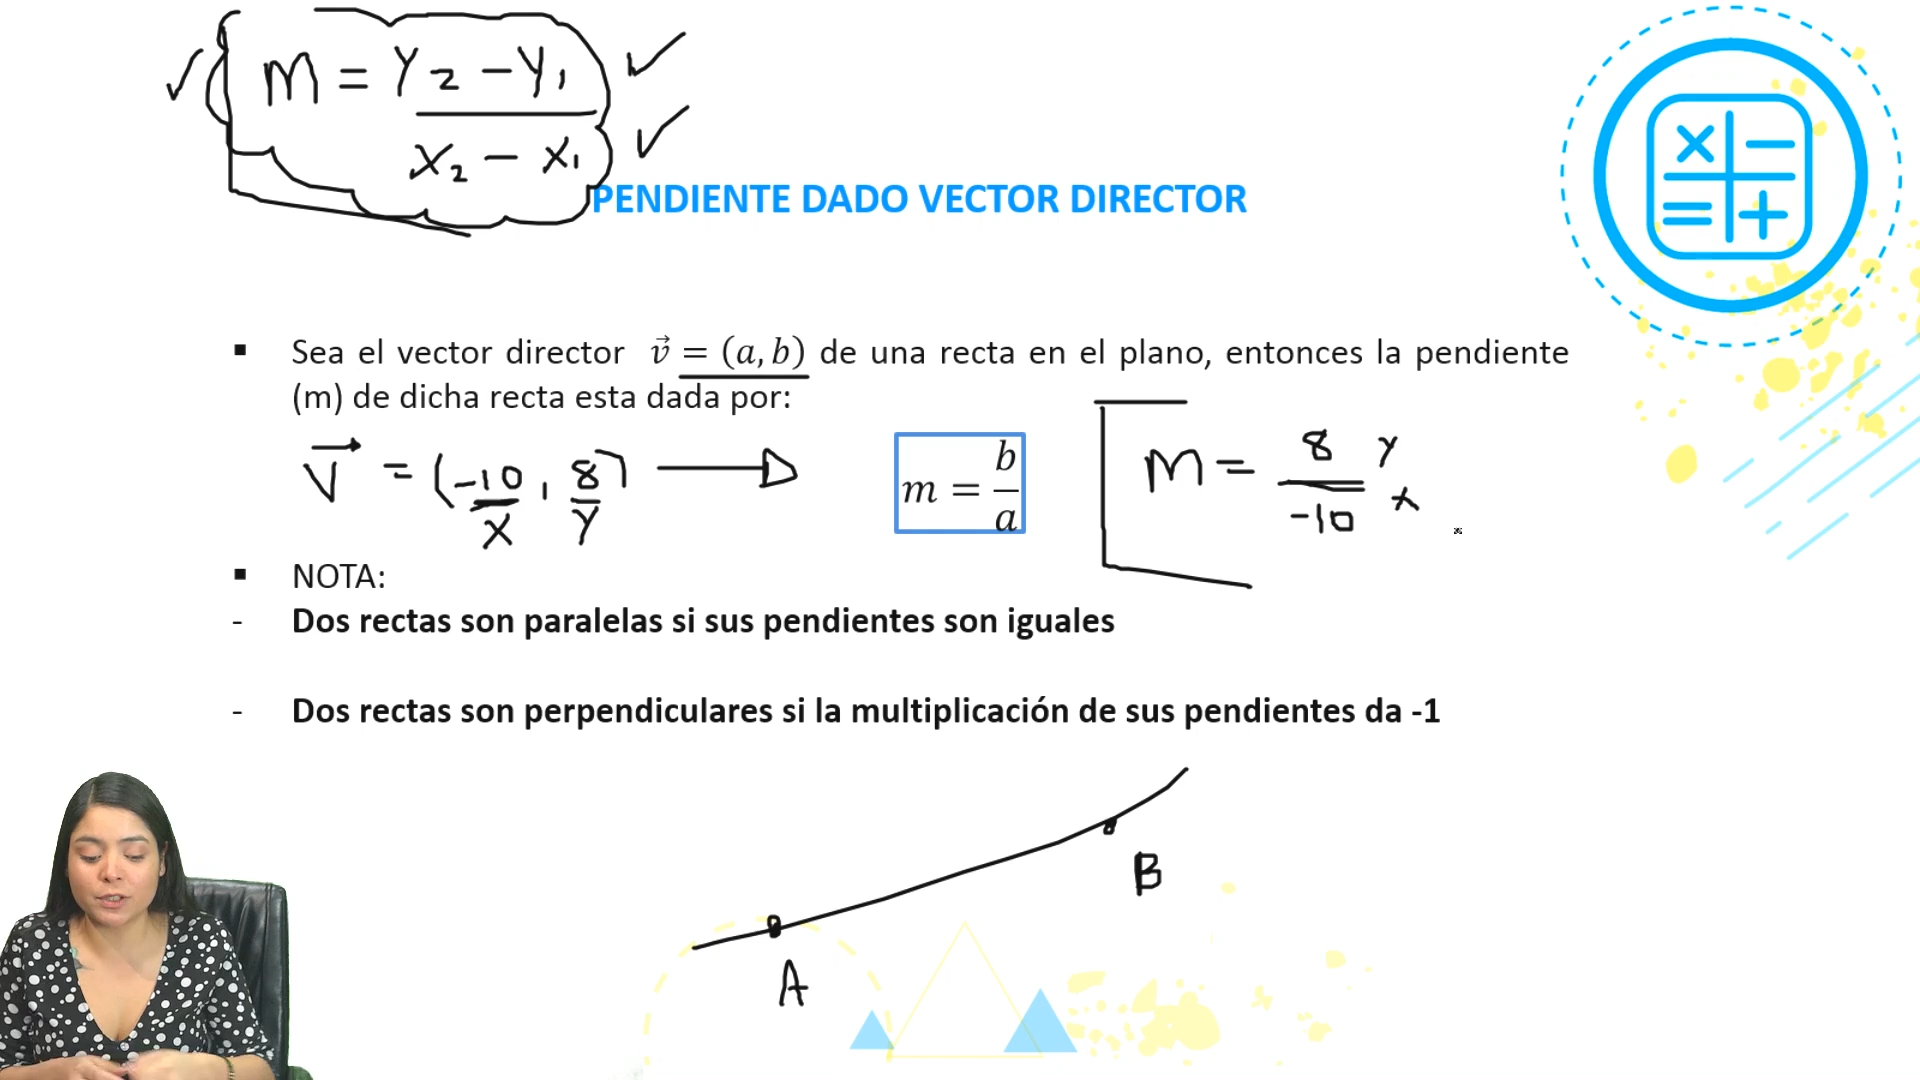 m = y2 - y1
x2 - x1
PENDIENTE DADO VECTOR DIRECTOR
▪ Sea el vector director v⃗ = (a, b) de una recta en el plano, entonces la pendiente
(m) de dicha recta esta dada por:
v⃗ = (-10, 8)
x y
m = b/a
m = 8/-10 y x
▪ NOTA:
- Dos rectas son paralelas si sus pendientes son iguales
- Dos rectas son perpendiculares si la multiplicación de sus pendientes da -1
B
A